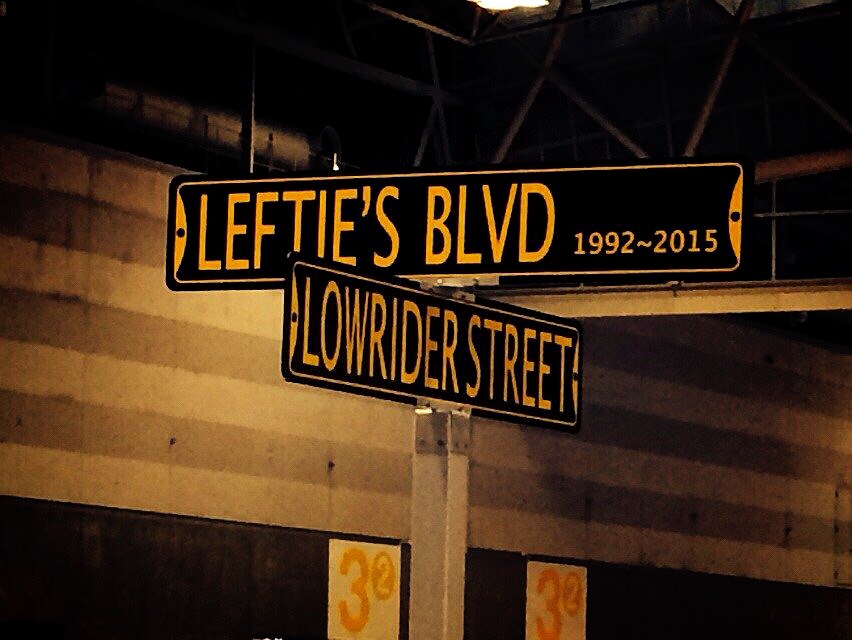 LEFTIE'S BLVD 1992~2015
LOWRIDER STREET
3②
3②